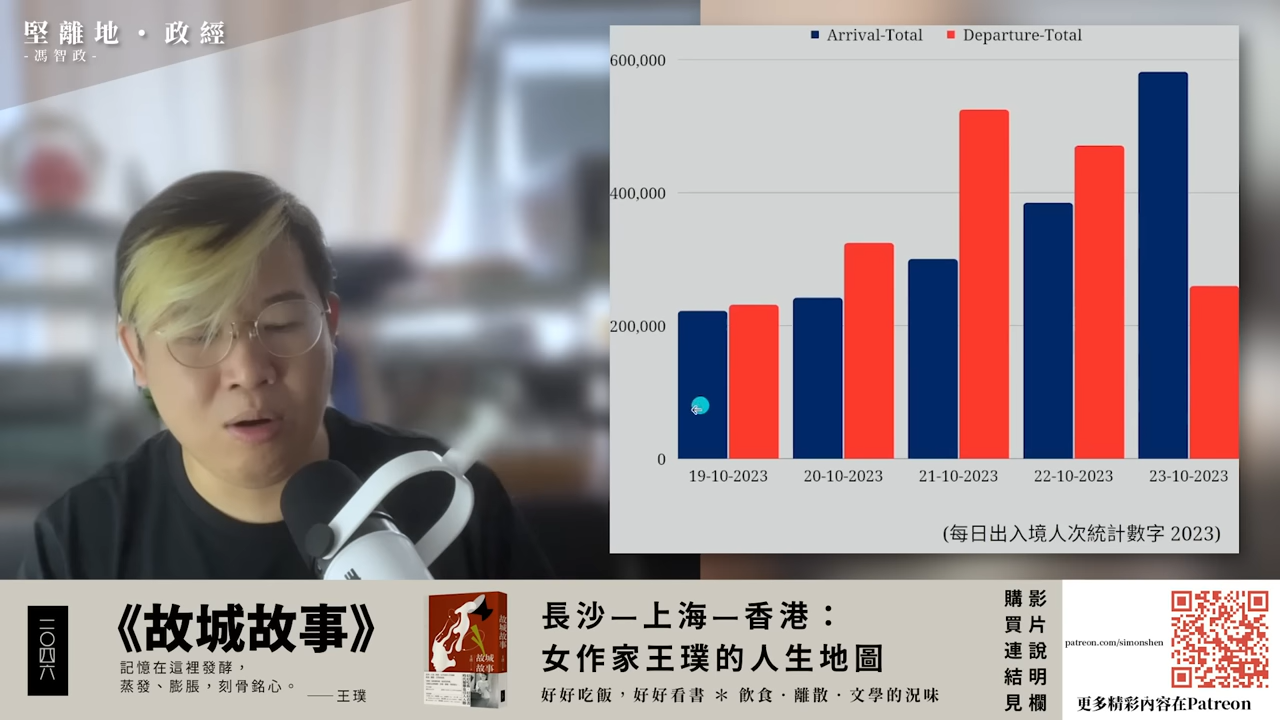 堅離地・政經
-馮智政-
Arrival-Total
Departure-Total
600,000
400,000
200,000
0
19-10-2023
20-10-2023
21-10-2023
22-10-2023
23-10-2023
(每日出入境人次統計數字 2023)
二〇四六
《故城故事》
記憶在這裡發酵，
蒸發、膨脹，刻骨銘心。
——王璞
故城故事
長沙—上海—香港：
女作家王璞的人生地圖
好好吃飯，好好看書 ＊ 飲食・離散・文學的況味
影片說明欄
購買連結見
patreon.com/simonshen
更多精彩內容在Patreon